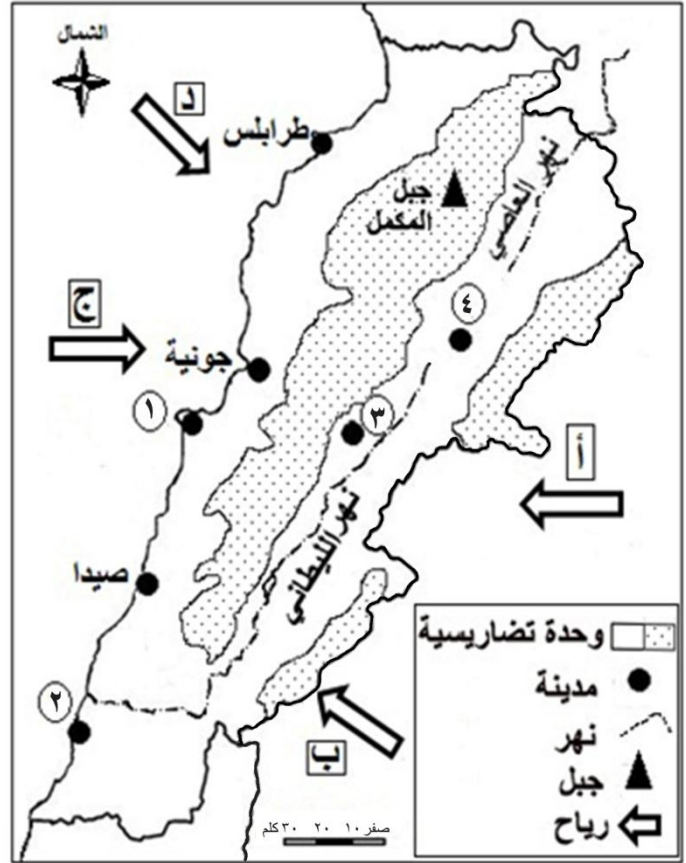 الشمال
د
طرابلس
نهر العاصي
جبل
المكمل
٤
ج
جونية
١
٣
أ
نهر الليطاني
صيدا
٢
ب
وحدة تضاريسية
مدينة
نهر
جبل
رياح
صفر ١٠ ٢٠ ٣٠ كلم